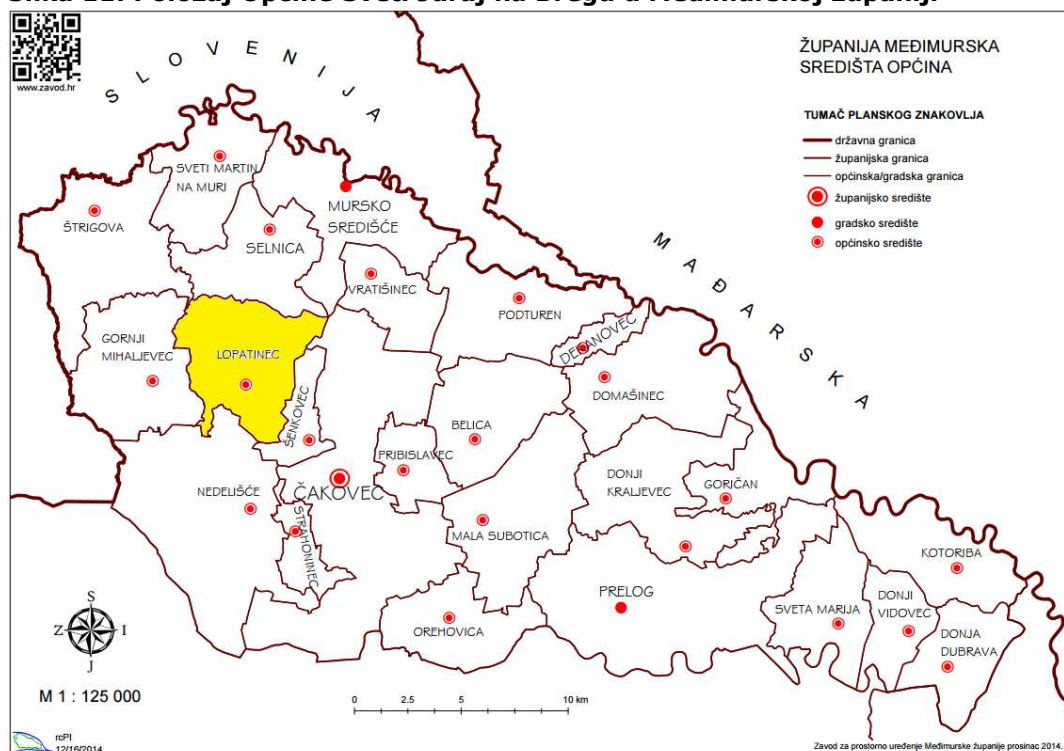 www.zavod.hr
SLOVENIJA
ŽUPANIJA MEĐIMURSKA
SREDIŠTA OPĆINA
TUMAČ PLANSKOG ZNAKOVLJA
državna granica
županijska granica
općinska/gradska granica
županijsko središte
gradsko središte
općinsko središte
SVETI MARTIN
NA MURI
MURSKO
SREDIŠĆE
ŠTRIGOVA
SELNICA
MAĐARSKA
VRATIŠINEC
PODTUREN
DEKANOVEC
GORNJI
MIHALJEVEC
LOPATINEC
DOMAŠINEC
ŠENKOVEC
BELICA
PRIBISLAVEC
DONJI
KRALJEVEC
GORIČAN
NEDELIŠĆE
ČAKOVEC
STRAHONINEC
MALA SUBOTICA
KOTORIBA
PRELOG
SVETA MARIJA
DONJI
VIDOVEC
OREHOVICA
DONJA
DUBRAVA
S
Z I
J
M 1 : 125 000
0 2.5 5 10 km
rcPI
12/16/2014
Zavod za prostorno uređenje Međimurske županije prosinac 2014.